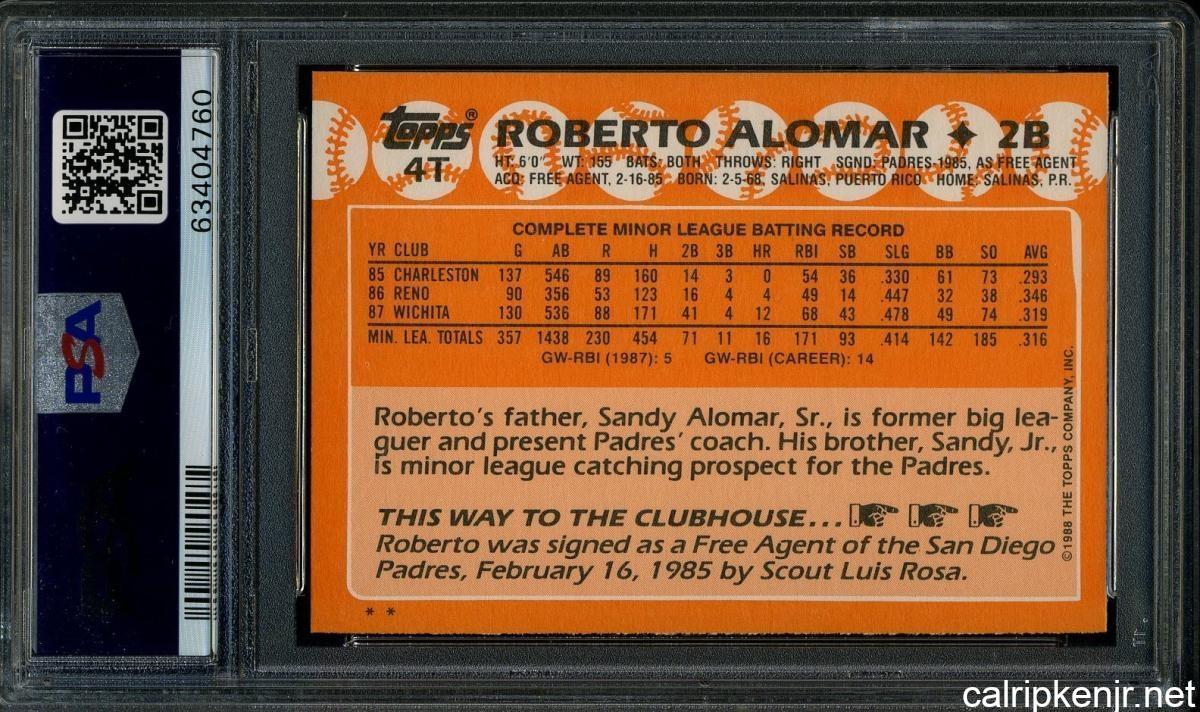 63404760
PSA
topps® ROBERTO ALOMAR ♦ 2B
4T
HT: 6'0" WT: 155 BATS: BOTH THROWS: RIGHT SGND: PADRES-1985, AS FREE AGENT
ACQ: FREE AGENT, 2-16-85 BORN: 2-5-68, SALINAS, PUERTO RICO HOME: SALINAS, P.R.
COMPLETE MINOR LEAGUE BATTING RECORD
YR CLUB G AB R H 2B 3B HR RBI SB SLG BB SO AVG
85 CHARLESTON 137 546 89 160 14 3 0 54 36 .330 61 73 .293
86 RENO 90 356 53 123 16 4 4 49 14 .447 32 38 .346
87 WICHITA 130 536 88 171 41 4 12 68 43 .478 49 74 .319
MIN. LEA. TOTALS 357 1438 230 454 71 11 16 171 93 .414 142 185 .316
GW-RBI (1987): 5 GW-RBI (CAREER): 14
Roberto's father, Sandy Alomar, Sr., is former big lea-
guer and present Padres' coach. His brother, Sandy, Jr.,
is minor league catching prospect for the Padres.
THIS WAY TO THE CLUBHOUSE...
Roberto was signed as a Free Agent of the San Diego
Padres, February 16, 1985 by Scout Luis Rosa.
©1988 THE TOPPS COMPANY, INC.
* *
calripkenjr.net